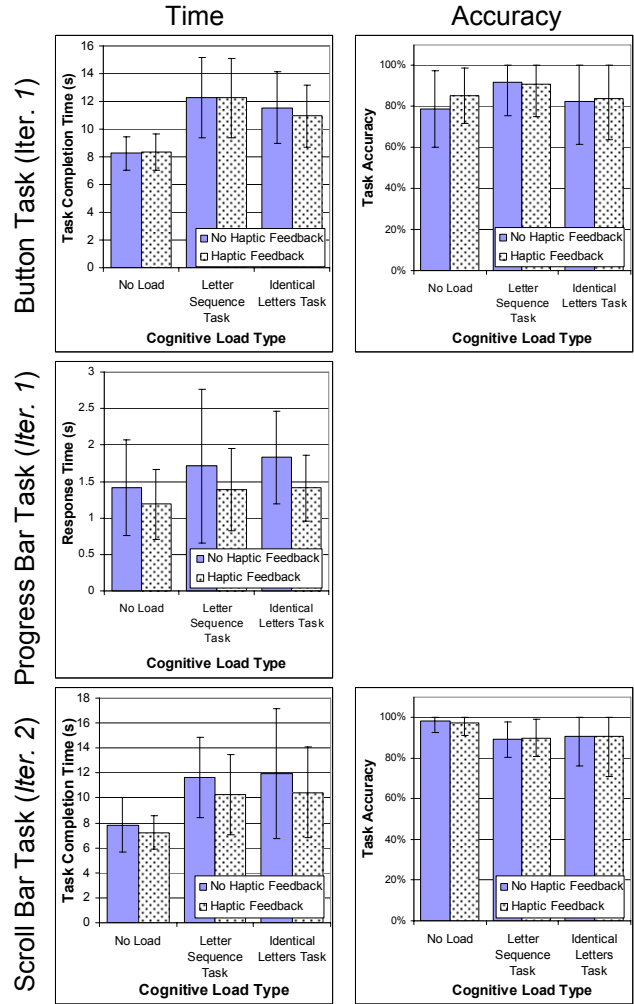 Time
Accuracy
Button Task (Iter. 1)
Task Completion Time (s)
16
14
12
10
8
6
4
2
0
No Haptic Feedback
Haptic Feedback
No Load
Letter
Sequence
Task
Identical
Letters Task
Cognitive Load Type
Task Accuracy
100%
80%
60%
40%
20%
0%
No Haptic Feedback
Haptic Feedback
No Load
Letter
Sequence
Task
Identical
Letters Task
Cognitive Load Type
Progress Bar Task (Iter. 1)
Response Time (s)
3
2.5
2
1.5
1
0.5
0
No Haptic Feedback
Haptic Feedback
No Load
Letter
Sequence
Task
Identical
Letters Task
Cognitive Load Type
Scroll Bar Task (Iter. 2)
Task Completion Time (s)
18
16
14
12
10
8
6
4
2
0
No Haptic Feedback
Haptic Feedback
No Load
Letter
Sequence
Task
Identical
Letters Task
Cognitive Load Type
Task Accuracy
100%
80%
60%
40%
20%
0%
No Haptic Feedback
Haptic Feedback
No Load
Letter
Sequence
Task
Identical
Letters Task
Cognitive Load Type